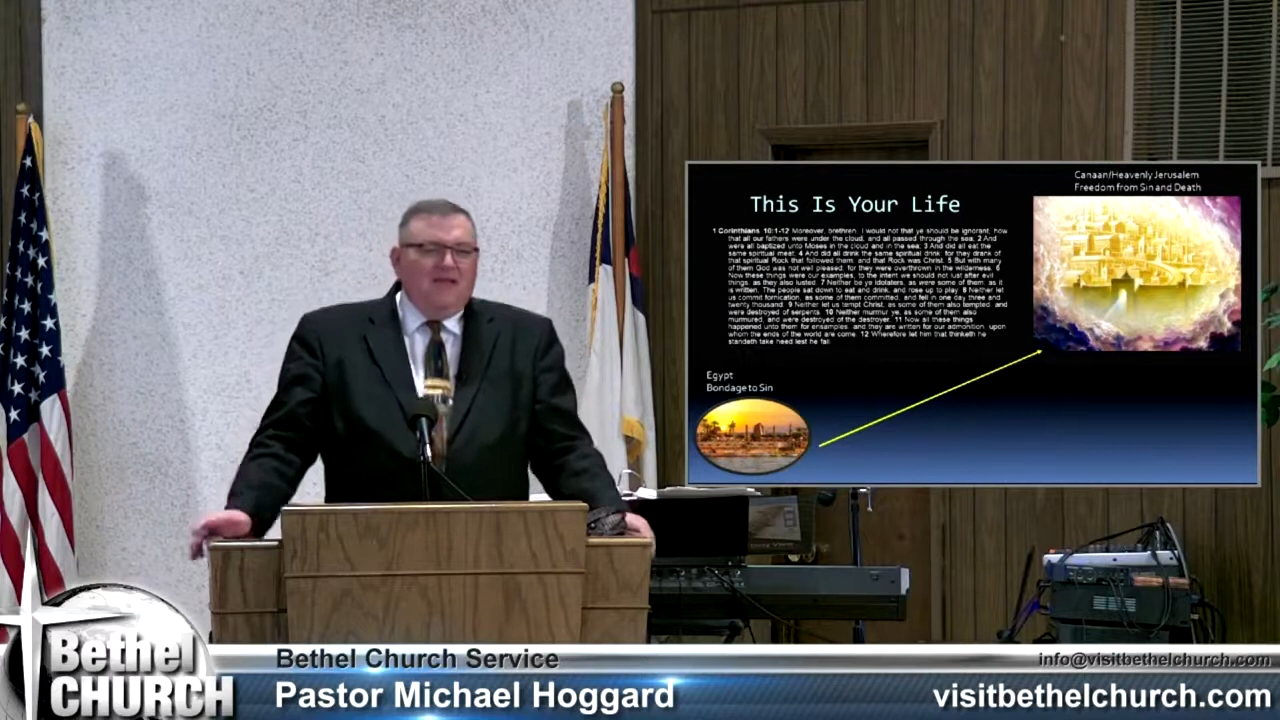 Canaan/Heavenly Jerusalem
Freedom from Sin and Death
This Is Your Life
1 Corinthians 10:1-12 Moreover, brethren, I would not that ye should be ignorant, how
that all our fathers were under the cloud, and all passed through the sea; 2 And
were all baptized unto Moses in the cloud and in the sea; 3 And did all eat the
same spiritual meat; 4 And did all drink the same spiritual drink: for they drank of
that spiritual Rock that followed them: and that Rock was Christ. 5 But with many
of them God was not well pleased: for they were overthrown in the wilderness. 6
Now these things were our examples, to the intent we should not lust after evil
things, as they also lusted. 7 Neither be ye idolaters, as were some of them; as it
is written, The people sat down to eat and drink, and rose up to play. 8 Neither let
us commit fornication, as some of them committed, and fell in one day three and
twenty thousand. 9 Neither let us tempt Christ, as some of them also tempted, and
were destroyed of serpents. 10 Neither murmur ye, as some of them also
murmured, and were destroyed of the destroyer. 11 Now all these things
happened unto them for ensamples: and they are written for our admonition, upon
whom the ends of the world are come. 12 Wherefore let him that thinketh he
standeth take heed lest he fall.
Egypt
Bondage to Sin
Bethel
CHURCH
Bethel Church Service
Pastor Michael Hoggard
info@visitbethelchurch.com
visitbethelchurch.com